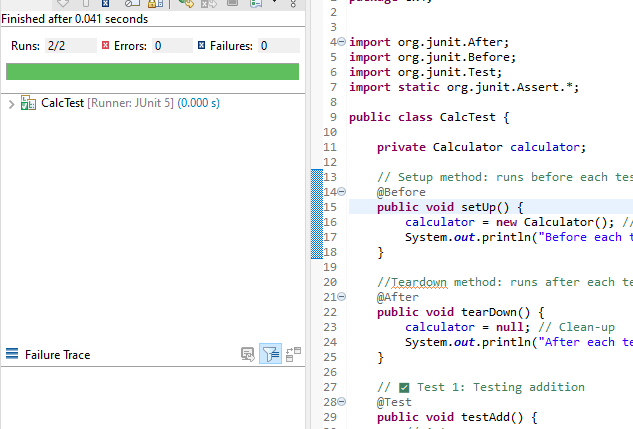 Finished after 0.041 seconds
Runs: 2/2 Errors: 0 Failures: 0
CalcTest [Runner: JUnit 5] (0.000 s)
Failure Trace
2
3
4 import org.junit.After;
5 import org.junit.Before;
6 import org.junit.Test;
7 import static org.junit.Assert.*;
8
9 public class CalcTest {
10
11 private Calculator calculator;
12
13 // Setup method: runs before each tes
14 @Before
15 public void setUp() {
16 calculator = new Calculator(); //
17 System.out.println("Before each t
18 }
19
20 //Teardown method: runs after each te
21 @After
22 public void tearDown() {
23 calculator = null; // Clean-up
24 System.out.println("After each te
25 }
26
27 // ✅ Test 1: Testing addition
28 @Test
29 public void testAdd() {